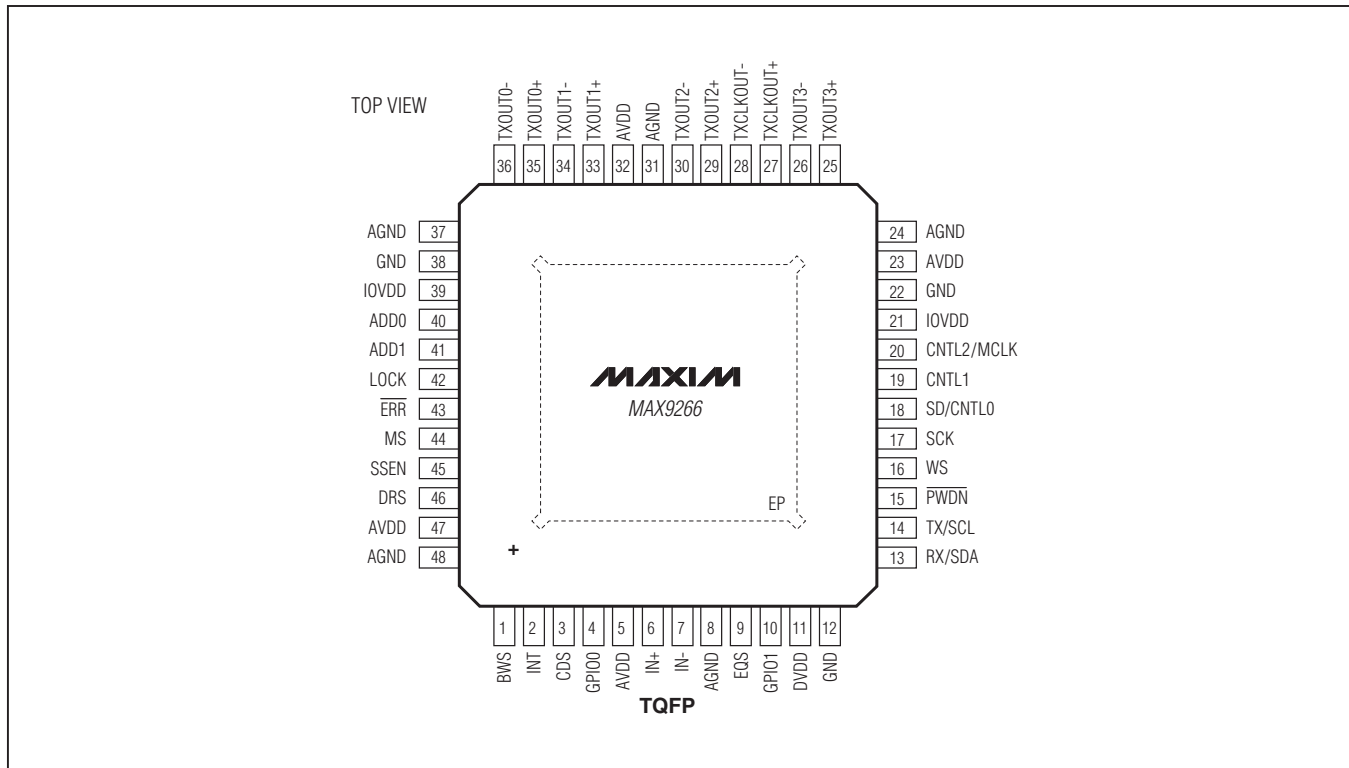 TOP VIEW
TXOUT0-
TXOUT0+
TXOUT1-
TXOUT1+
AVDD
AGND
TXOUT2-
TXOUT2+
TXCLKOUT-
TXCLKOUT+
TXOUT3-
TXOUT3+
36 35 34 33 32 31 30 29 28 27 26 25
AGND 37
GND 38
IOVDD 39
ADD0 40
ADD1 41
LOCK 42
ERR 43
MS 44
SSEN 45
DRS 46
AVDD 47
AGND 48
24 AGND
23 AVDD
22 GND
21 IOVDD
20 CNTL2/MCLK
19 CNTL1
18 SD/CNTL0
17 SCK
16 WS
15 PWDN
14 TX/SCL
13 RX/SDA
MAXIM
MAX9266
EP
+
1 2 3 4 5 6 7 8 9 10 11 12
BWS
INT
CDS
GPIO0
AVDD
IN+
IN-
AGND
EQS
GPIO1
DVDD
GND
TQFP